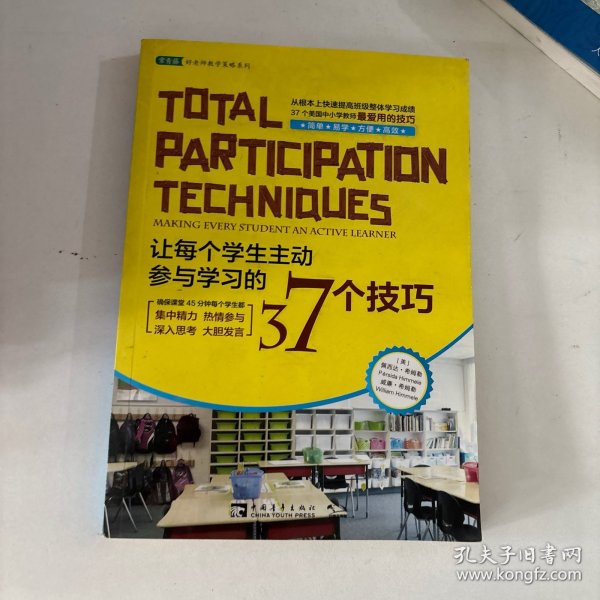 常青藤 好老师教学策略系列
从根本上快速提高班级整体学习成绩
37个美国中小学教师最爱用的技巧
★简单★易学★方便★高效★
TOTAL
PARTICIPATION
TECHNIQUES
MAKING EVERY STUDENT AN ACTIVE LEARNER
让每个学生主动
参与学习的
37个技巧
确保课堂45分钟每个学生都
集中精力 热情参与
深入思考 大胆发言
[美]
佩西达·希姆勒
Persida Himmele
威廉·希姆勒
William Himmele
中国青年出版社
CHINA YOUTH PRESS
孔夫子旧书网
www.kongfz.com